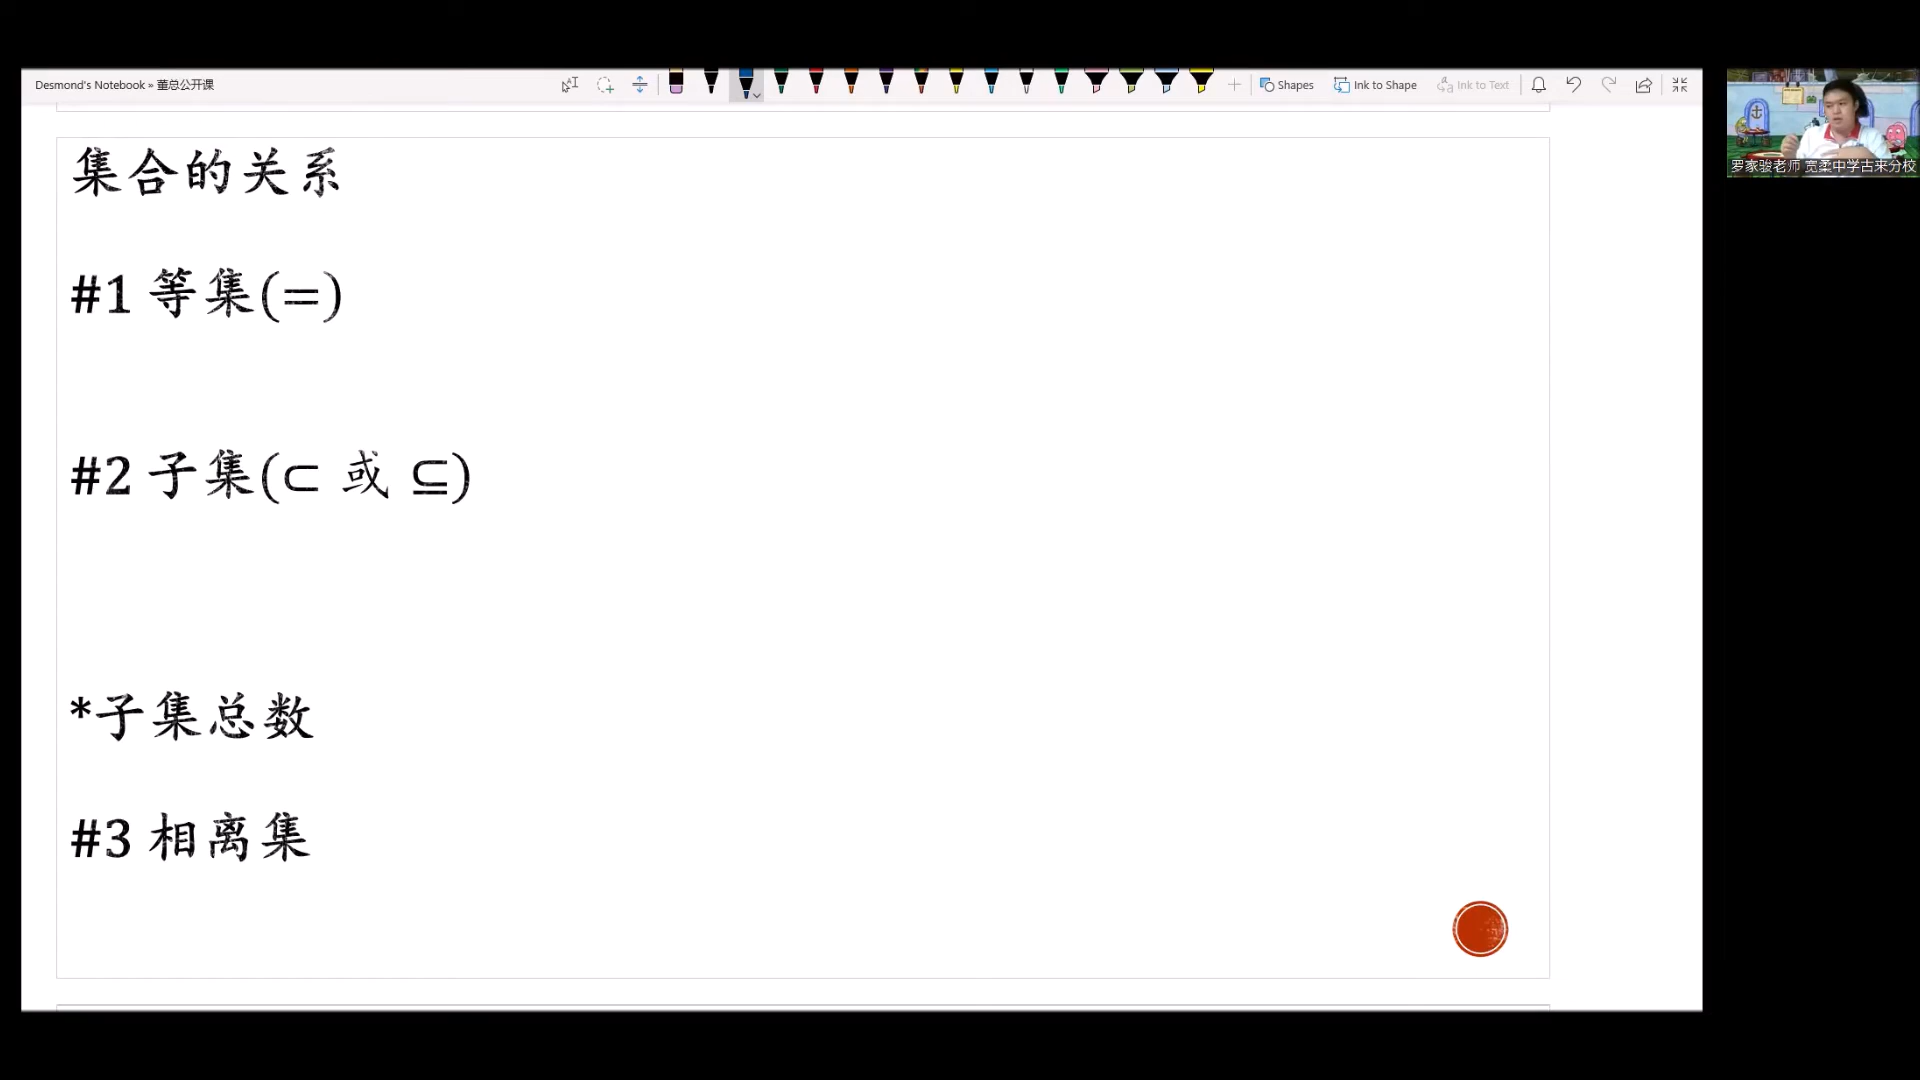 Desmond's Notebook » 董总公开课
Shapes
Ink to Shape
Ink to Text
集合的关系
#1 等集(=)
#2 子集(⊂ 或 ⊆)
*子集总数
#3 相离集
罗家骏老师 宽柔中学古来分校